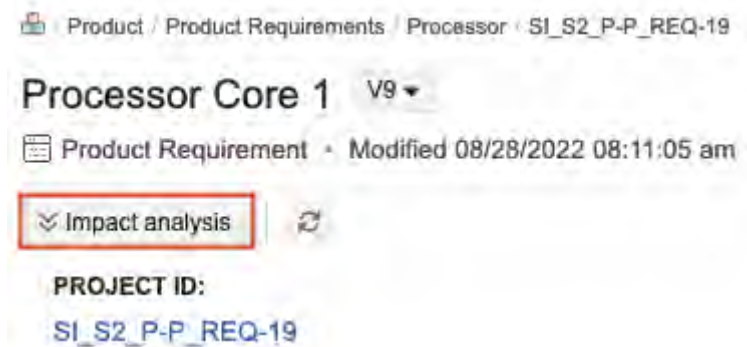 Product / Product Requirements / Processor / SI_S2_P-P_REQ-19
Processor Core 1 V9
Product Requirement • Modified 08/28/2022 08:11:05 am
Impact analysis
PROJECT ID:
SI_S2_P-P_REQ-19